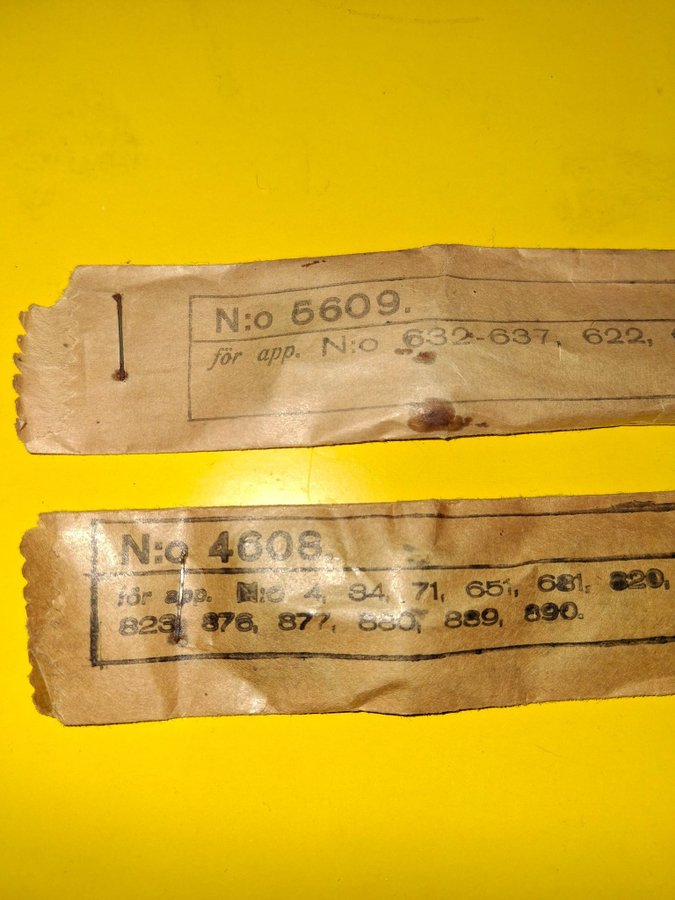 N:o 5609.
för app. N:o 632-637, 622,
N:o 4608.
för app. N:o 4, 34, 71, 651, 681, 820,
823, 876, 877, 880, 889, 890.